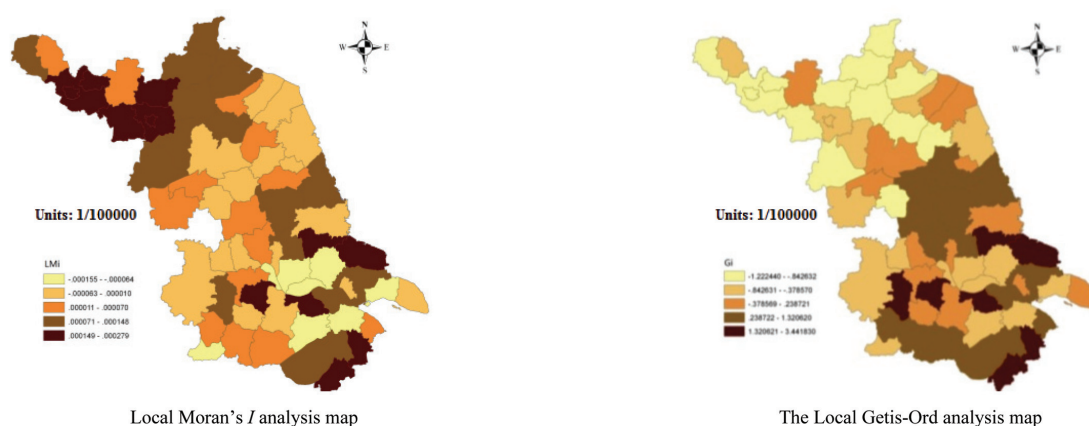 N
W E
S
Units: 1/100000
LMi
-.000155 - -.000064
-.000063 - -.000010
.000011 - .000070
.000071 - .000148
.000149 - .000279
Local Moran's I analysis map
N
W E
S
Units: 1/100000
Gi
-1.222440 - -.842632
-.842631 - -.378570
-.378569 - .238721
.238722 - 1.320620
1.320621 - 3.441830
The Local Getis-Ord analysis map